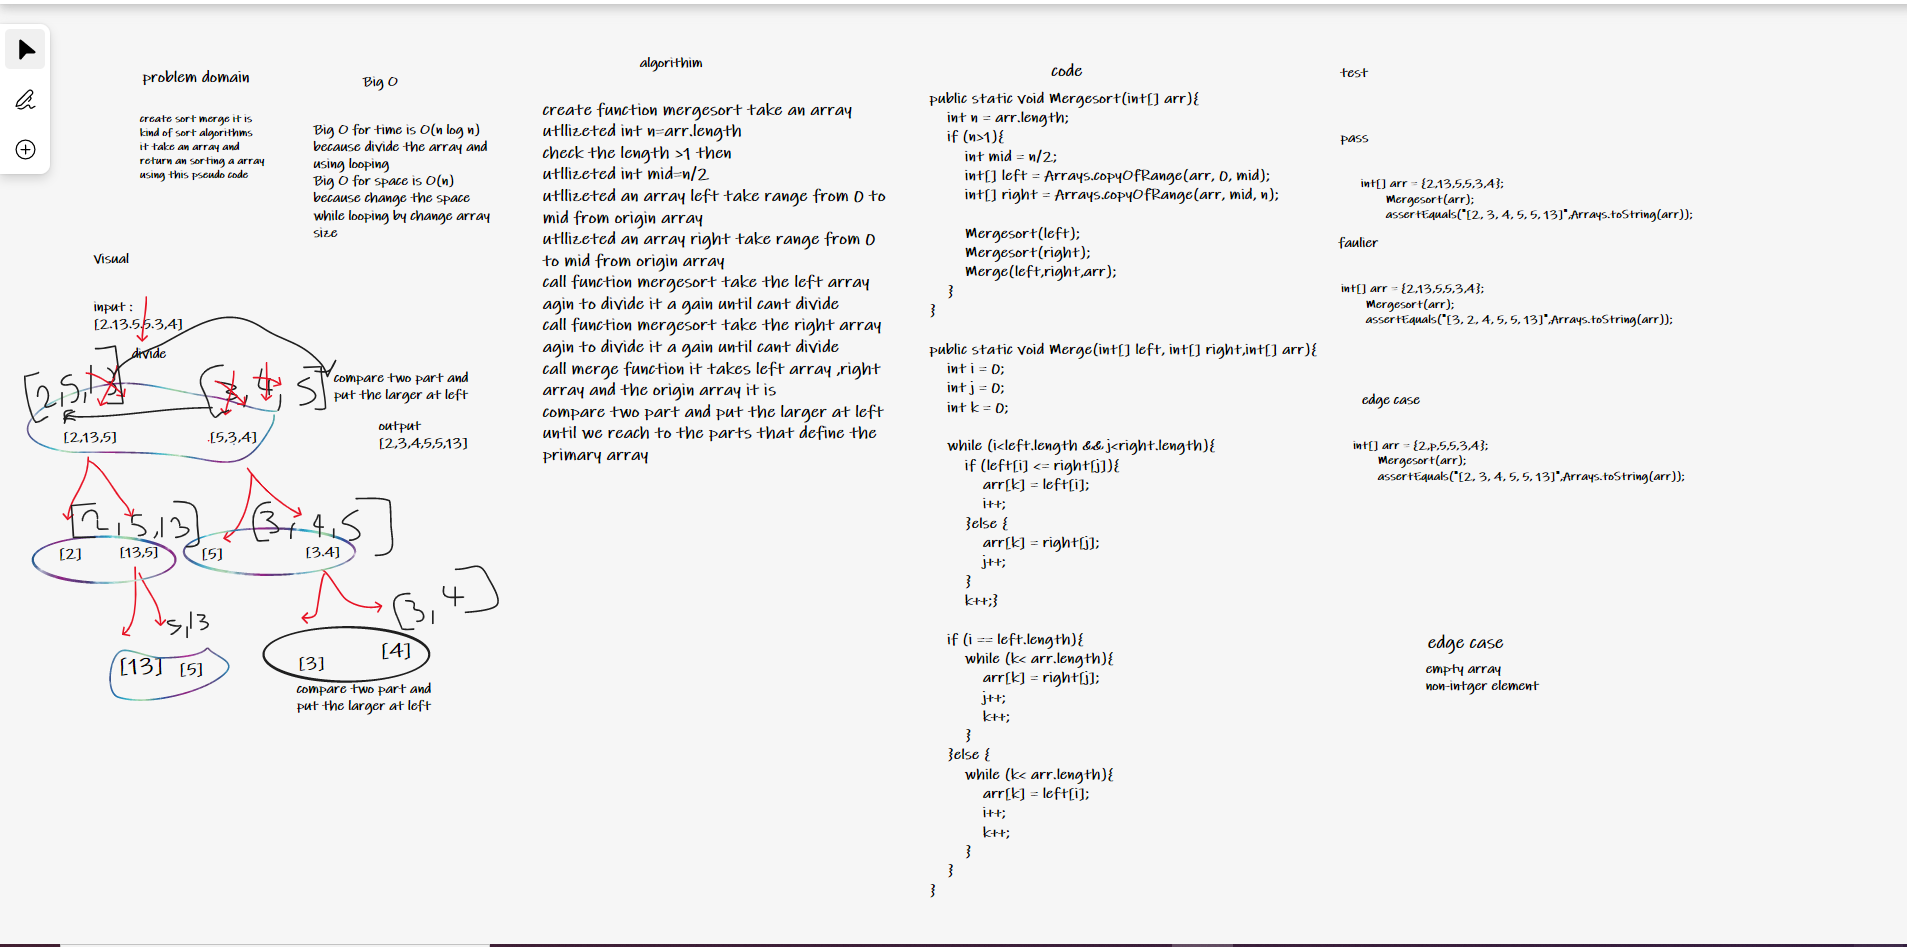 problem domain
create sort merge it is
kind of sort algorithms
it take an array and
return an sorting a array
using this pseudo code
Big O
Big O for time is O(n log n)
because divide the array and
using looping
Big O for space is O(n)
because change the space
while looping by change array
size
Visual
input :
[2.13.5.5.3,4]
divide
[2,5,13]
[3,4,5]
compare two part and
put the larger at left
output
[2,3,4,5,5,13]
[2,13,5]
.[5,3,4]
[2,5,13]
[3,4,5]
[2]
[13,5]
[5]
[3.4]
5,13
[3,4]
[13]
[5]
[3]
[4]
compare two part and
put the larger at left
algorithim
create function mergesort take an array
utllizeted int n=arr.length
check the length >1 then
utllizeted int mid=n/2
utllizeted an array left take range from 0 to
mid from origin array
utllizeted an array right take range from 0
to mid from origin array
call function mergesort take the left array
agin to divide it a gain until cant divide
call function mergesort take the right array
agin to divide it a gain until cant divide
call merge function it takes left array ,right
array and the origin array it is
compare two part and put the larger at left
until we reach to the parts that define the
primary array
code
public static void Mergesort(int[] arr){
int n = arr.length;
if (n>1){
int mid = n/2;
int[] left = Arrays.copyOfRange(arr, 0, mid);
int[] right = Arrays.copyOfRange(arr, mid, n);
Mergesort(left);
Mergesort(right);
Merge(left,right,arr);
}
}
public static void Merge(int[] left, int[] right,int[] arr){
int i = 0;
int j = 0;
int k = 0;
while (i<left.length && j<right.length){
if (left[i] <= right[j]){
arr[k] = left[i];
i++;
}else {
arr[k] = right[j];
j++;
}
k++;}
if (i == left.length){
while (k< arr.length){
arr[k] = right[j];
j++;
k++;
}
}else {
while (k< arr.length){
arr[k] = left[i];
i++;
k++;
}
}
}
test
pass
int[] arr = {2,13,5,5,3,4};
Mergesort(arr);
assertEquals("[2, 3, 4, 5, 5, 13]",Arrays.toString(arr));
faulier
int[] arr = {2,13,5,5,3,4};
Mergesort(arr);
assertEquals("[3, 2, 4, 5, 5, 13]",Arrays.toString(arr));
edge case
int[] arr = {2,p,5,5,3,4};
Mergesort(arr);
assertEquals("[2, 3, 4, 5, 5, 13]",Arrays.toString(arr));
edge case
empty array
non-intger element